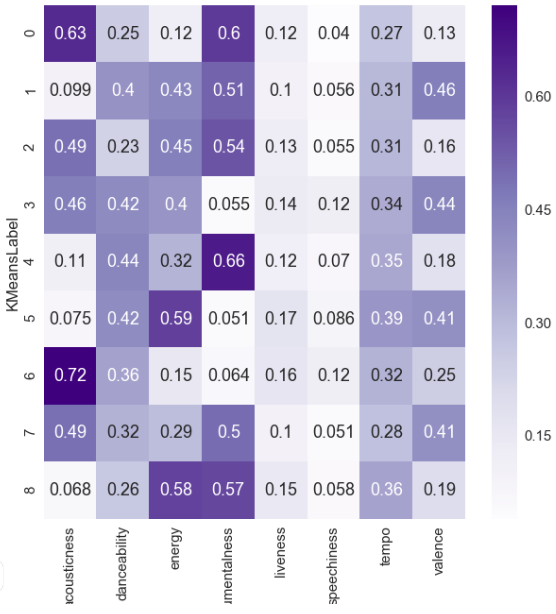 KMeansLabel
0 0.63 0.25 0.12 0.6 0.12 0.04 0.27 0.13
1 0.099 0.4 0.43 0.51 0.1 0.056 0.31 0.46
2 0.49 0.23 0.45 0.54 0.13 0.055 0.31 0.16
3 0.46 0.42 0.4 0.055 0.14 0.12 0.34 0.44
4 0.11 0.44 0.32 0.66 0.12 0.07 0.35 0.18
5 0.075 0.42 0.59 0.051 0.17 0.086 0.39 0.41
6 0.72 0.36 0.15 0.064 0.16 0.12 0.32 0.25
7 0.49 0.32 0.29 0.5 0.1 0.051 0.28 0.41
8 0.068 0.26 0.58 0.57 0.15 0.058 0.36 0.19
acousticness
danceability
energy
umentalness
liveness
speechiness
tempo
valence
0.60
0.45
0.30
0.15